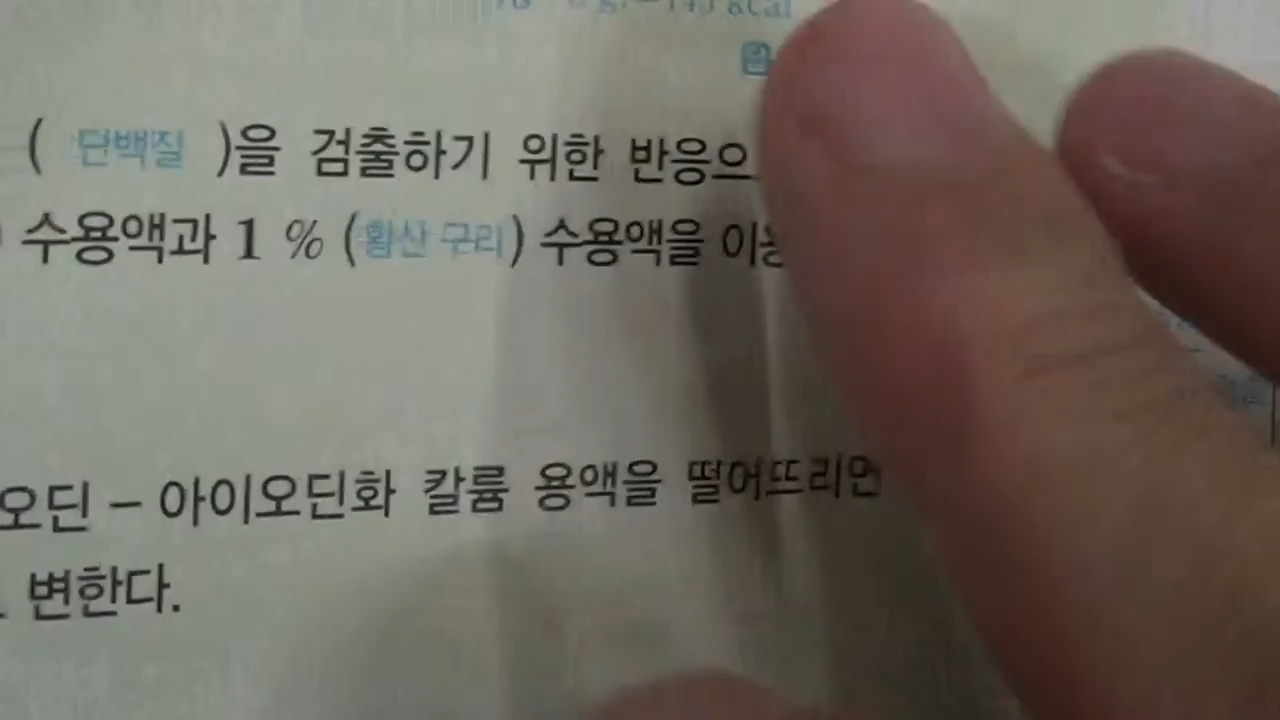 ( 단백질 )을 검출하기 위한 반응으
수용액과 1 % (황산 구리) 수용액을 이용
오딘 – 아이오딘화 칼륨 용액을 떨어뜨리면
변한다.